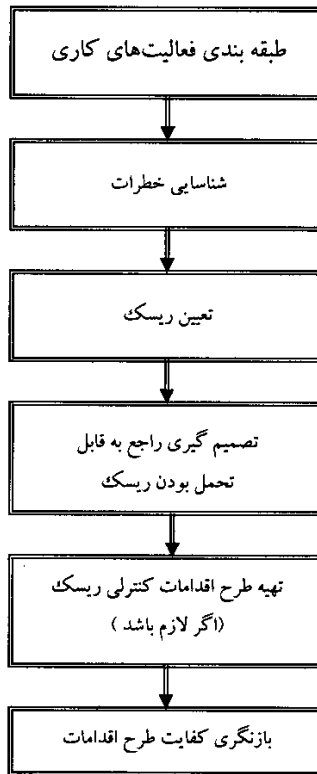 طبقه بندی فعالیت‌های کاری
شناسایی خطرات
تعیین ریسک
تصمیم گیری راجع به قابل
تحمل بودن ریسک
تهیه طرح اقدامات کنترلی ریسک
(اگر لازم باشد )
بازنگری کفایت طرح اقدامات